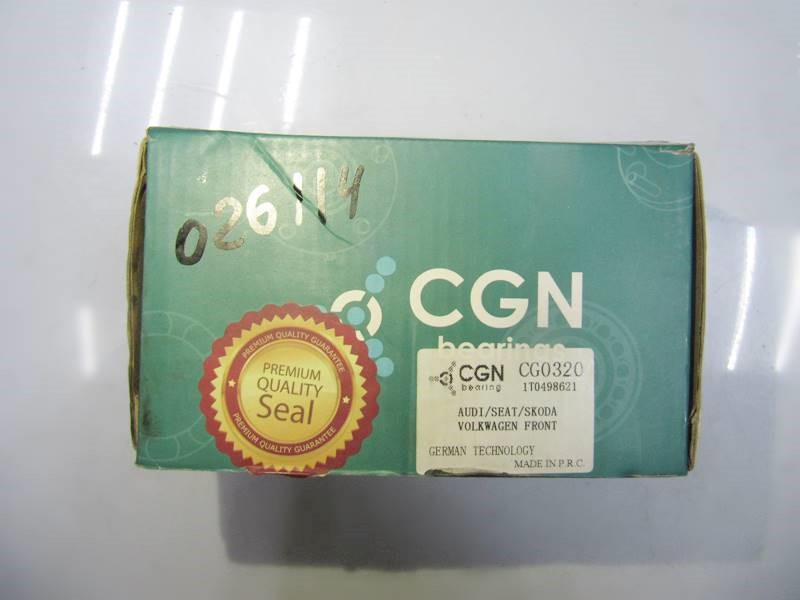 026114
CGN
bearings
PREMIUM QUALITY GUARANTEE
PREMIUM
QUALITY
Seal
PREMIUM QUALITY GUARANTEE
CGN
bearing
CG0320
1T0498621
AUDI/SEAT/SKODA
VOLKWAGEN FRONT
GERMAN TECHNOLOGY
MADE IN P.R.C.